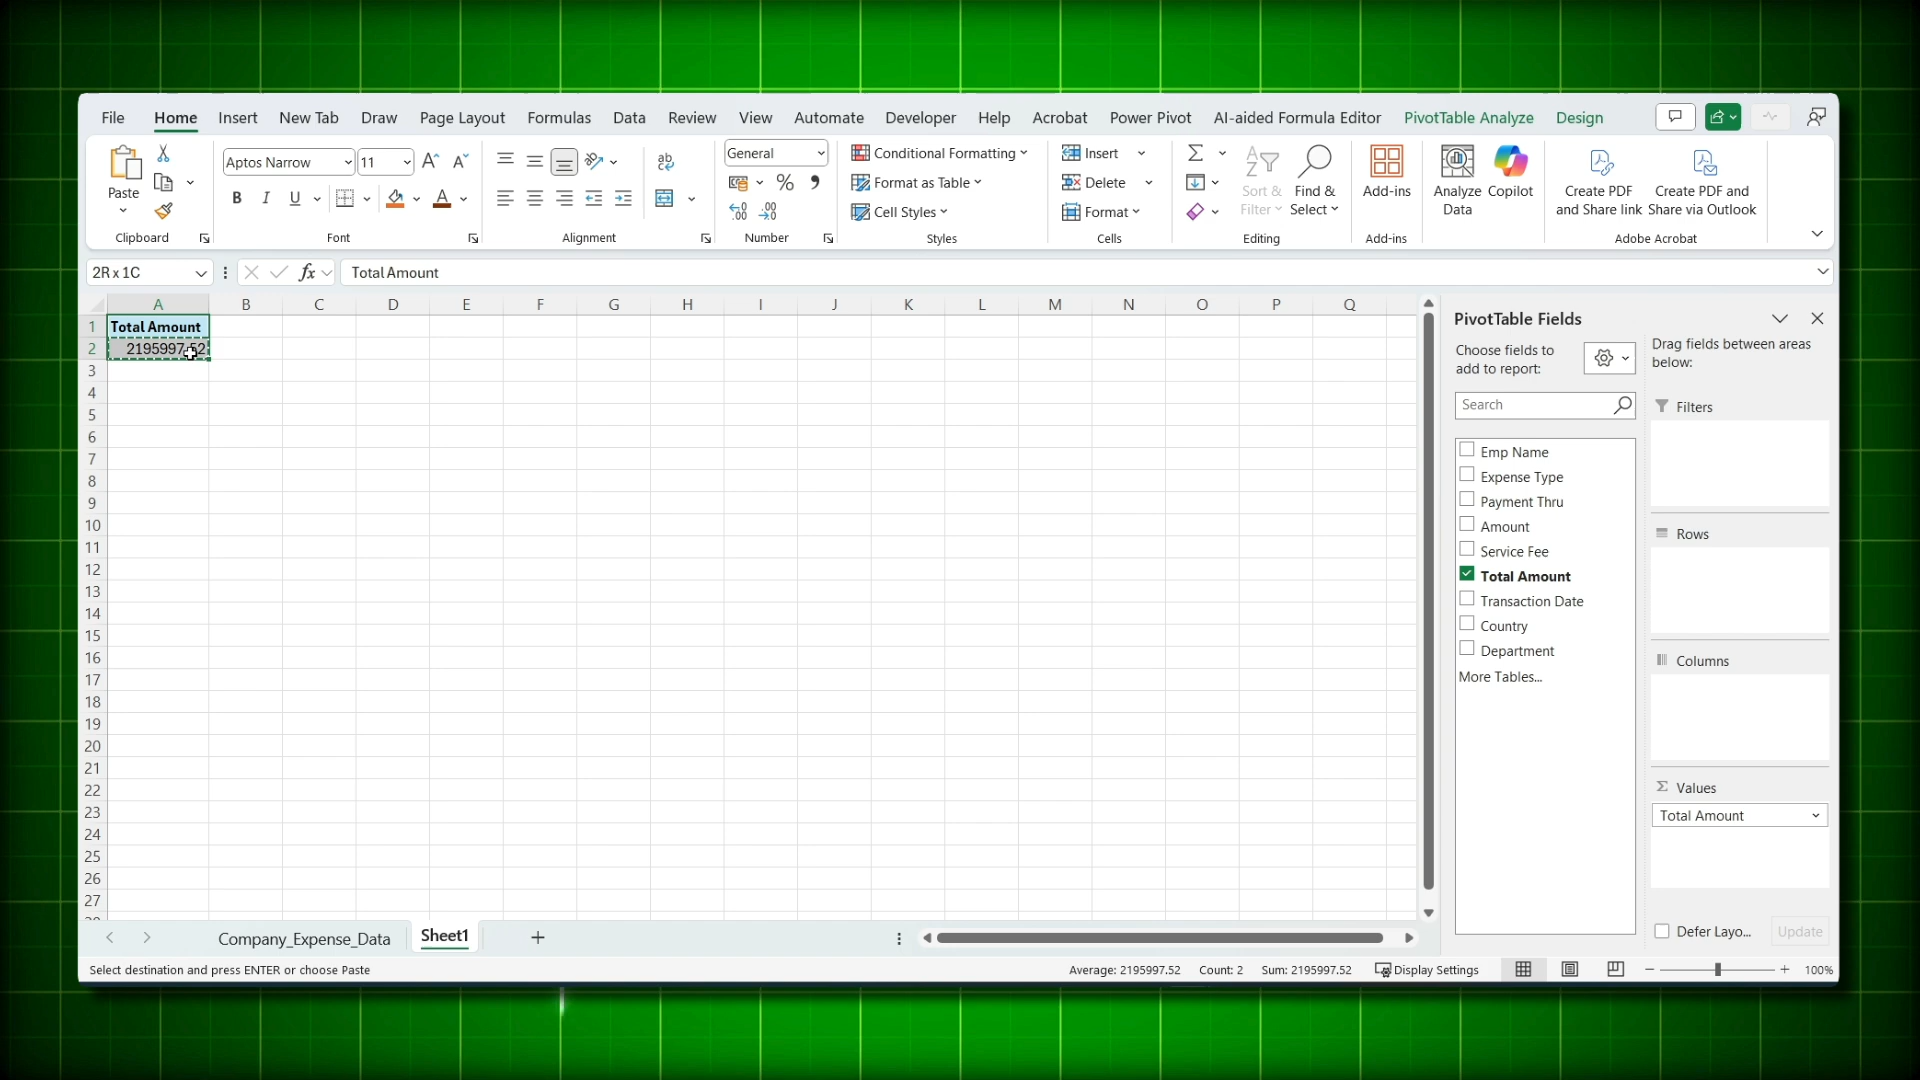 File Home Insert New Tab Draw Page Layout Formulas Data Review View Automate Developer Help Acrobat Power Pivot AI-aided Formula Editor PivotTable Analyze Design
Paste
Clipboard
Aptos Narrow 11
B I U A
Font
ab
Alignment
General
% 9
Number
Conditional Formatting
Format as Table
Cell Styles
Styles
Insert
Delete
Format
Cells
Sort & Filter
Find & Select
Editing
Add-ins
Add-ins
Analyze Data
Copilot
Create PDF and Share link
Create PDF and Share via Outlook
Adobe Acrobat
2R x 1C fx Total Amount
A B C D E F G H I J K L M N O P Q
1 Total Amount
2 2195997.52
3
4
5
6
7
8
9
10
11
12
13
14
15
16
17
18
19
20
21
22
23
24
25
26
27
PivotTable Fields
Choose fields to add to report:
Search
Emp Name
Expense Type
Payment Thru
Amount
Service Fee
Total Amount
Transaction Date
Country
Department
More Tables...
Drag fields between areas below:
Filters
Rows
Columns
Σ Values
Total Amount
Defer Layo... Update
Company_Expense_Data Sheet1 +
Select destination and press ENTER or choose Paste Average: 2195997.52 Count: 2 Sum: 2195997.52 Display Settings 100%